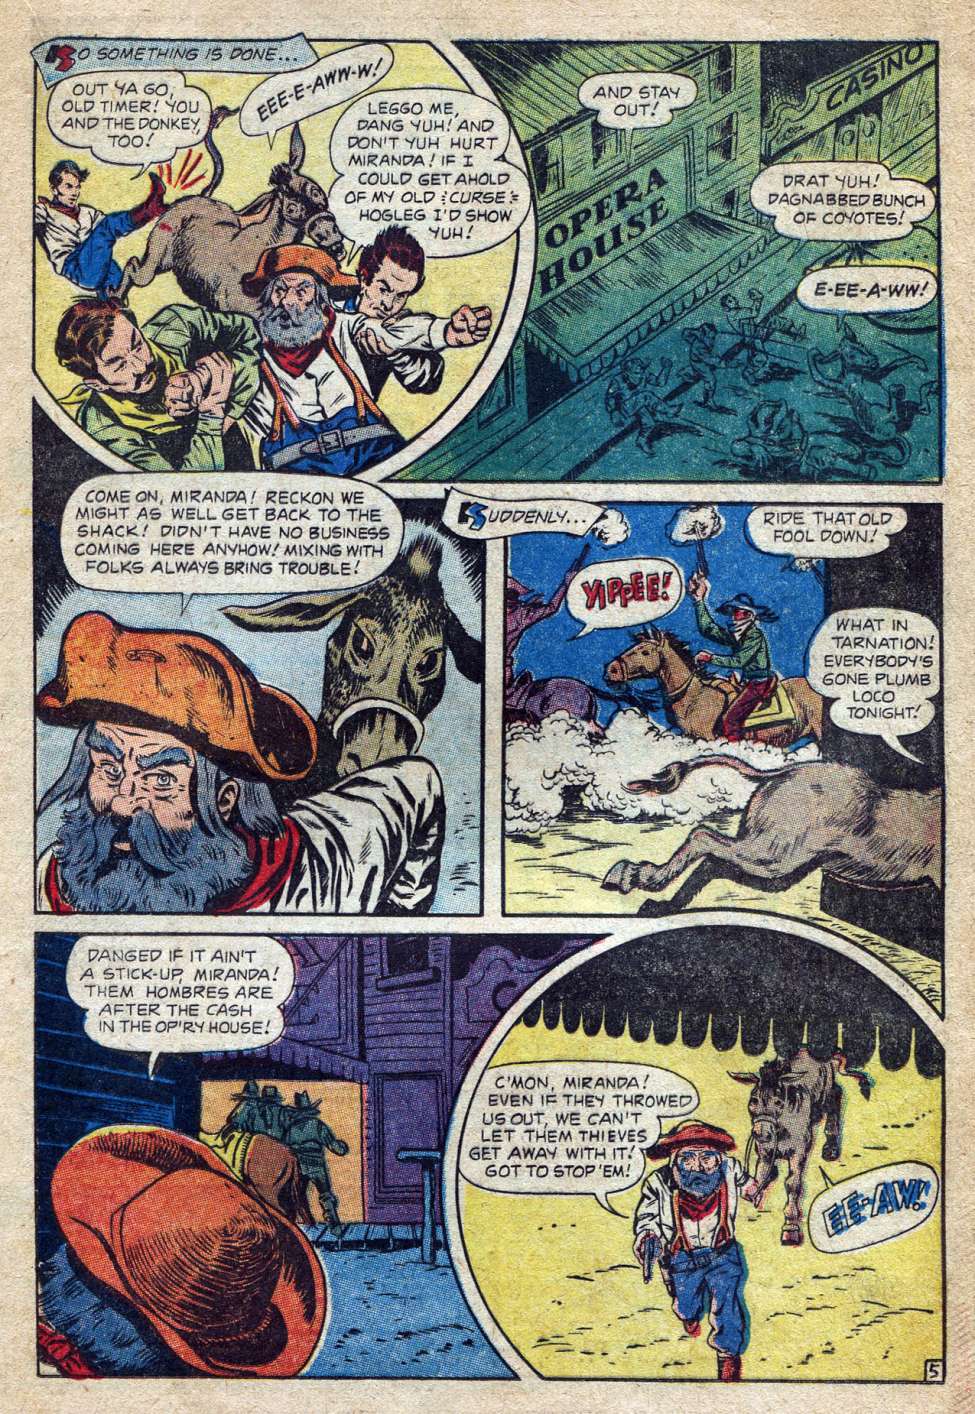 SO SOMETHING IS DONE...
OUT YA GO,
OLD TIMER! YOU
AND THE DONKEY,
TOO!
EEE-E-AWW-W!
LEGGO ME,
DANG YUH! AND
DON'T YUH HURT
MIRANDA! IF I
COULD GET AHOLD
OF MY OLD :CURSE:
HOGLEG I'D SHOW
YUH!
AND STAY
OUT!
CASINO
OPERA
HOUSE
DRAT YUH!
DAGNABBED BUNCH
OF COYOTES!
E-EE-A-WW!
COME ON, MIRANDA! RECKON WE
MIGHT AS WELL GET BACK TO THE
SHACK! DIDN'T HAVE NO BUSINESS
COMING HERE ANYHOW! MIXING WITH
FOLKS ALWAYS BRING TROUBLE!
SUDDENLY...
YIPPEE!
RIDE THAT OLD
FOOL DOWN!
WHAT IN
TARNATION!
EVERYBODY'S
GONE PLUMB
LOCO
TONIGHT!
DANGED IF IT AIN'T
A STICK-UP, MIRANDA!
THEM HOMBRES ARE
AFTER THE CASH
IN THE OP'RY HOUSE!
C'MON, MIRANDA!
EVEN IF THEY THROWED
US OUT, WE CAN'T
LET THEM THIEVES
GET AWAY WITH IT!
GOT TO STOP 'EM!
EE-AW!
5